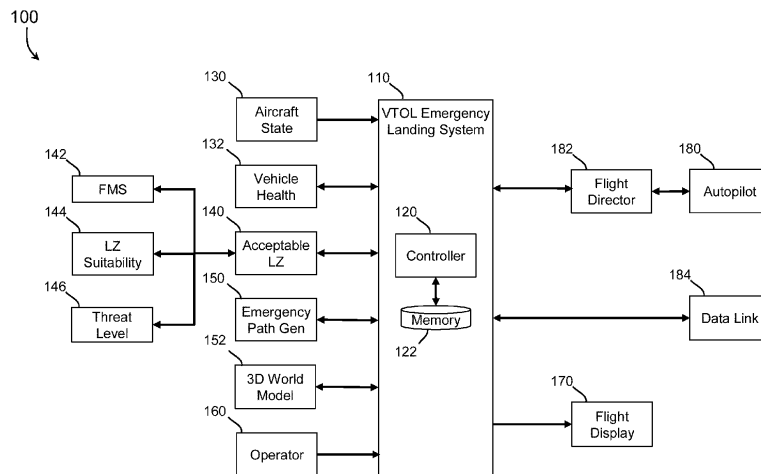 100
130
Aircraft
State
110
VTOL Emergency
Landing System
142
FMS
132
Vehicle
Health
182
Flight
Director
180
Autopilot
144
LZ
Suitability
140
Acceptable
LZ
120
Controller
146
Threat
Level
150
Emergency
Path Gen
Memory
122
184
Data Link
152
3D World
Model
170
Flight
Display
160
Operator